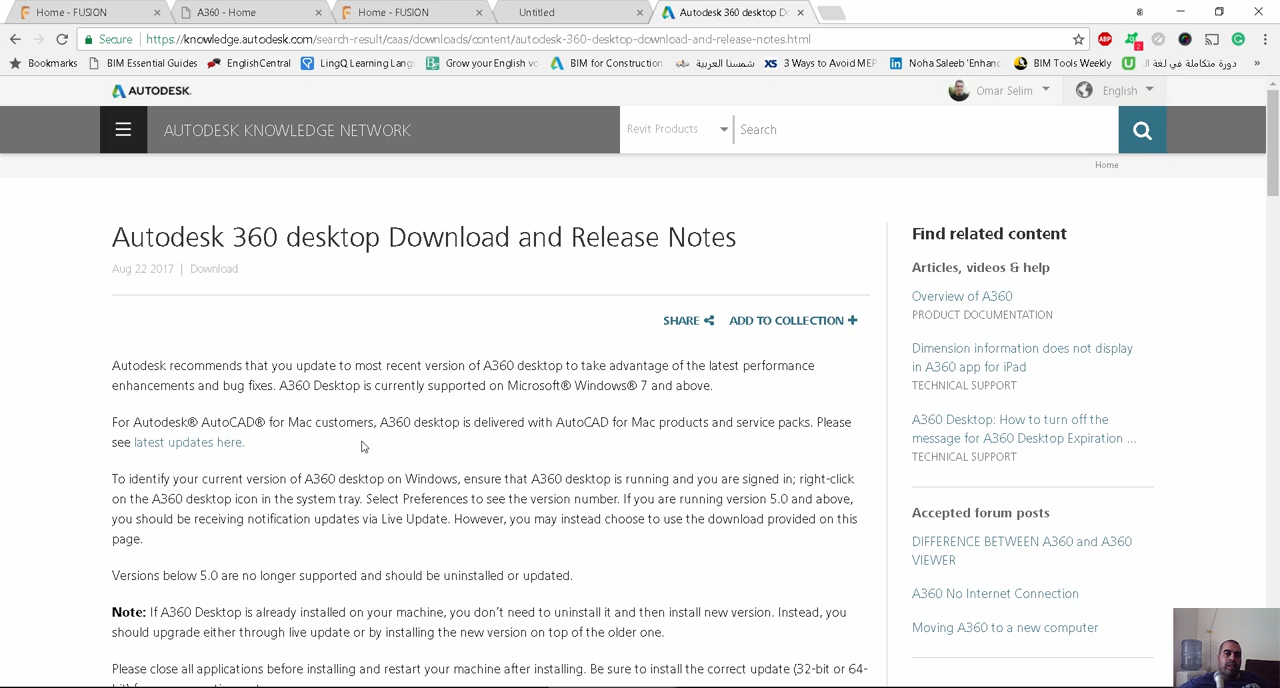 Home - FUSION
A360 - Home
Home - FUSION
Untitled
Autodesk 360 desktop D
Secure https://knowledge.autodesk.com/search-result/caas/downloads/content/autodesk-360-desktop-download-and-release-notes.html
ABP
2
Bookmarks
BIM Essential Guides
EnglishCentral
LingQ Learning Lang
Grow your English vo
BIM for Construction
شمسنا العربية
3 Ways to Avoid MEP
Noha Saleeb 'Enhanc
BIM Tools Weekly
دورة متكاملة في لغة ال
»
AUTODESK.
Omar Selim
English
AUTODESK KNOWLEDGE NETWORK
Revit Products
Search
Home
Autodesk 360 desktop Download and Release Notes
Aug 22 2017 | Download
SHARE
ADD TO COLLECTION +
Autodesk recommends that you update to most recent version of A360 desktop to take advantage of the latest performance
enhancements and bug fixes. A360 Desktop is currently supported on Microsoft® Windows® 7 and above.
For Autodesk® AutoCAD® for Mac customers, A360 desktop is delivered with AutoCAD for Mac products and service packs. Please
see latest updates here.
To identify your current version of A360 desktop on Windows, ensure that A360 desktop is running and you are signed in; right-click
on the A360 desktop icon in the system tray. Select Preferences to see the version number. If you are running version 5.0 and above,
you should be receiving notification updates via Live Update. However, you may instead choose to use the download provided on this
page.
Versions below 5.0 are no longer supported and should be uninstalled or updated.
Note: If A360 Desktop is already installed on your machine, you don't need to uninstall it and then install new version. Instead, you
should upgrade either through live update or by installing the new version on top of the older one.
Please close all applications before installing and restart your machine after installing. Be sure to install the correct update (32-bit or 64-
Find related content
Articles, videos & help
Overview of A360
PRODUCT DOCUMENTATION
Dimension information does not display
in A360 app for iPad
TECHNICAL SUPPORT
A360 Desktop: How to turn off the
message for A360 Desktop Expiration ...
TECHNICAL SUPPORT
Accepted forum posts
DIFFERENCE BETWEEN A360 and A360
VIEWER
A360 No Internet Connection
Moving A360 to a new computer